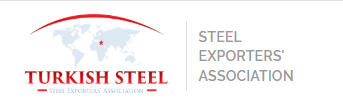 TURKISH STEEL
STEEL EXPORTERS' ASSOCIATION
STEEL
EXPORTERS'
ASSOCIATION